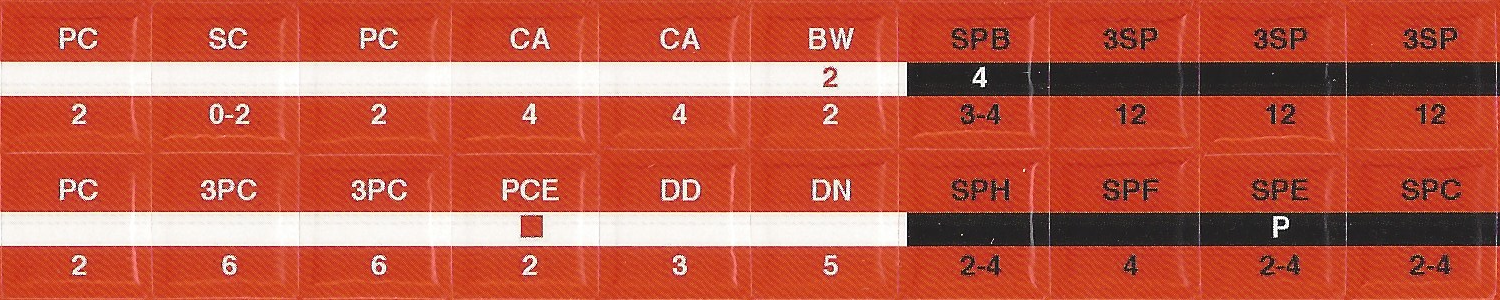 PC SC PC CA CA BW SPB 3SP 3SP 3SP
2 4
2 0-2 2 4 4 2 3-4 12 12 12
PC 3PC 3PC PCE DD DN SPH SPF SPE SPC
P
2 6 6 2 3 5 2-4 4 2-4 2-4